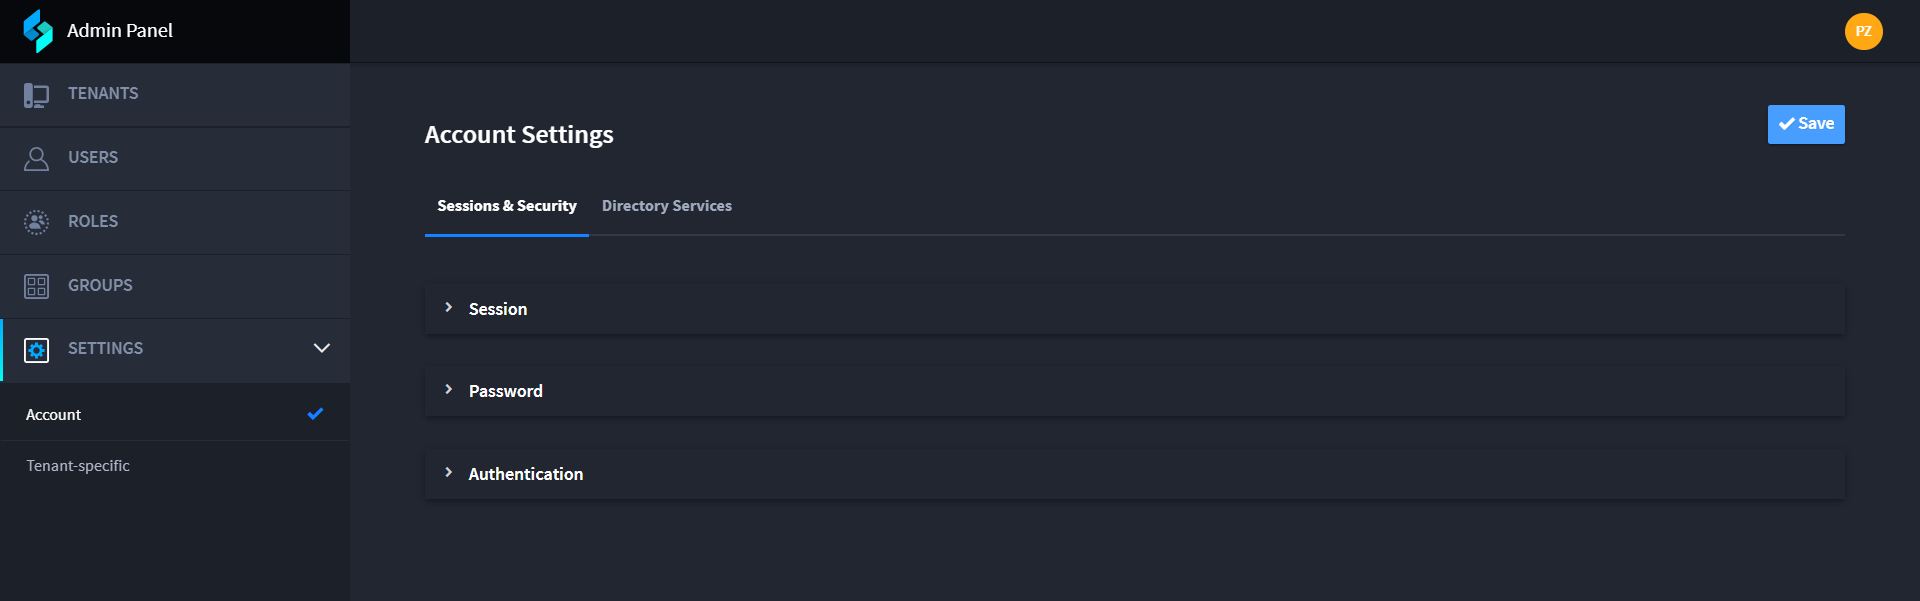 Admin Panel
PZ
TENANTS
USERS
ROLES
GROUPS
SETTINGS
Account
Tenant-specific
Account Settings
Save
Sessions & Security
Directory Services
Session
Password
Authentication